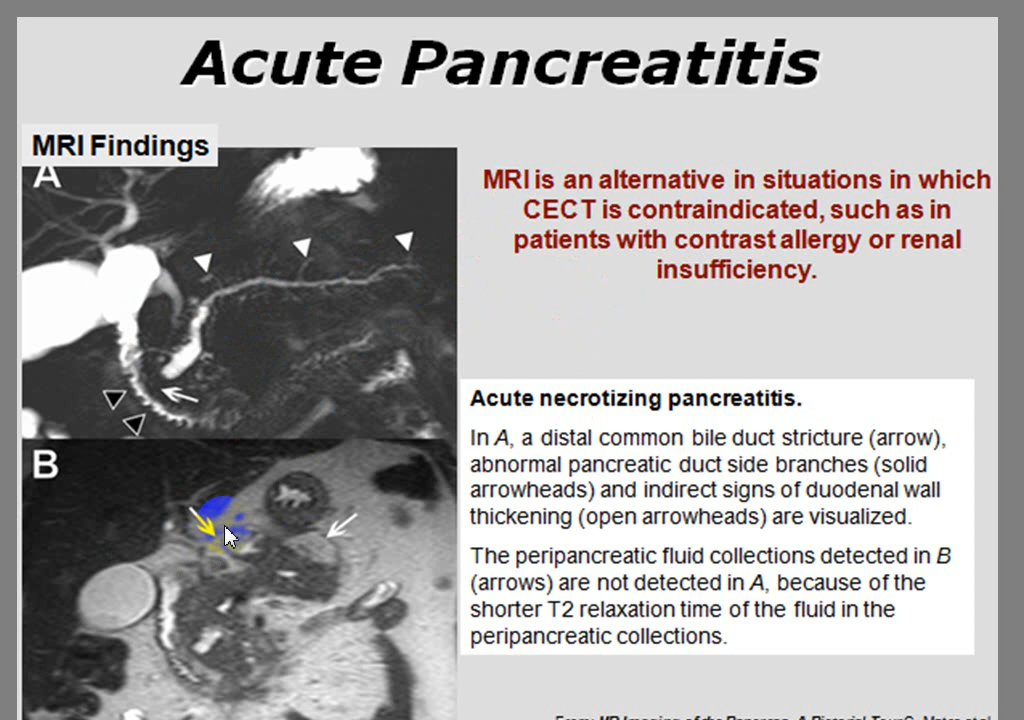 Acute Pancreatitis
MRI Findings
A
MRI is an alternative in situations in which
CECT is contraindicated, such as in
patients with contrast allergy or renal
insufficiency.
Acute necrotizing pancreatitis.
In A, a distal common bile duct stricture (arrow),
abnormal pancreatic duct side branches (solid
arrowheads) and indirect signs of duodenal wall
thickening (open arrowheads) are visualized.
B
The peripancreatic fluid collections detected in B
(arrows) are not detected in A, because of the
shorter T2 relaxation time of the fluid in the
peripancreatic collections.